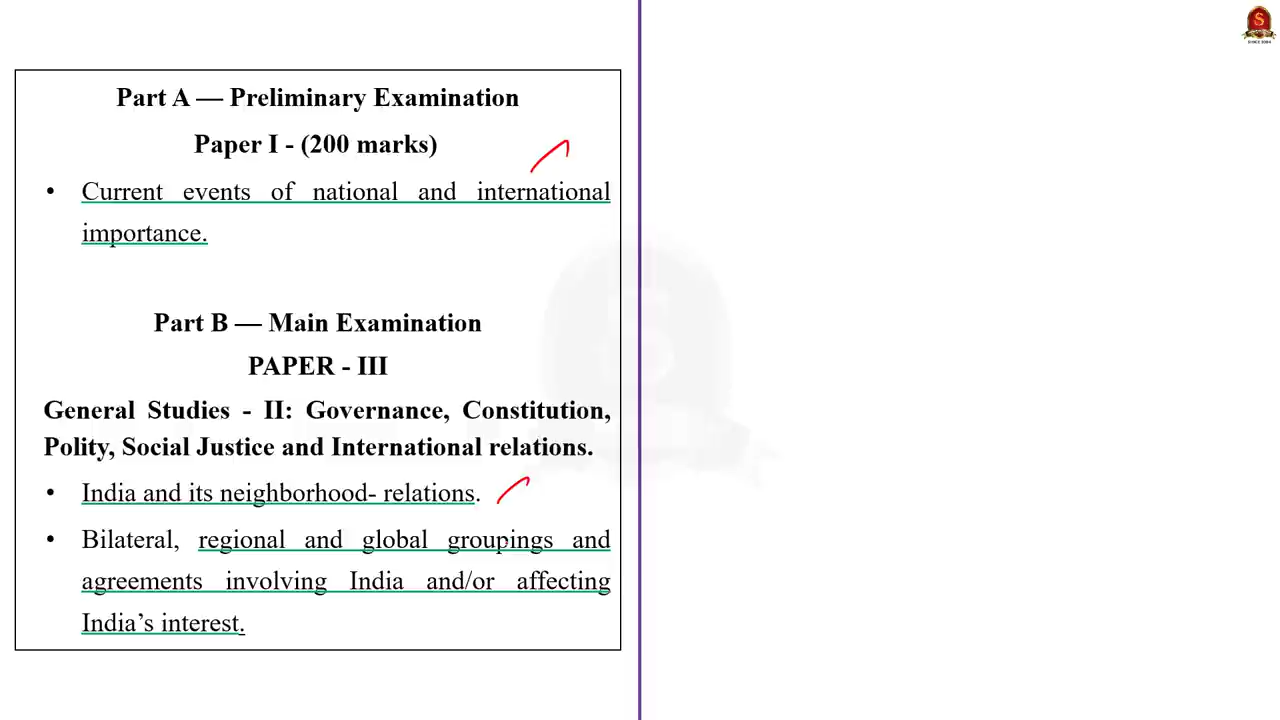 Part A — Preliminary Examination
Paper I - (200 marks)
• Current events of national and international
importance.
Part B — Main Examination
PAPER - III
General Studies - II: Governance, Constitution,
Polity, Social Justice and International relations.
• India and its neighborhood- relations.
• Bilateral, regional and global groupings and
agreements involving India and/or affecting
India’s interest.
S